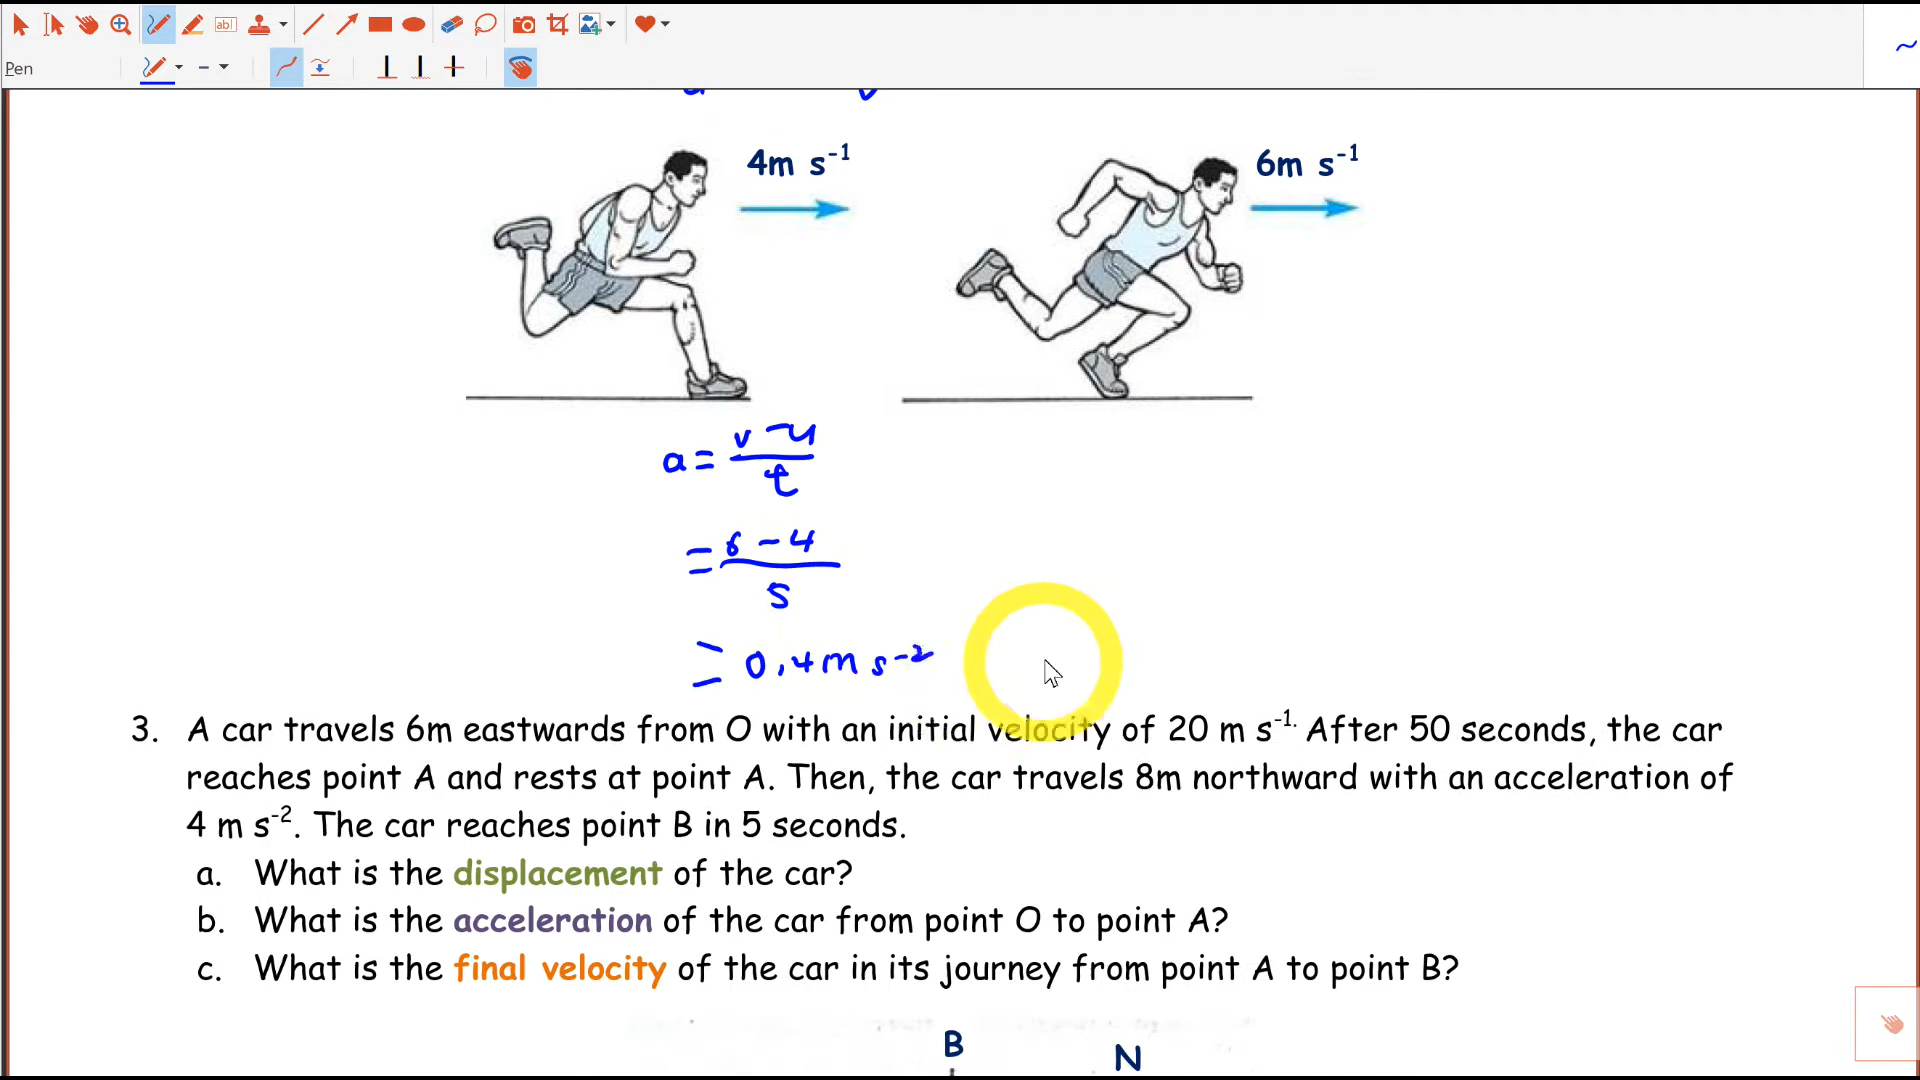 abl
Pen
4m s⁻¹
6m s⁻¹
a = v - u / t
= 6 - 4 / 5
= 0.4 m s⁻²
3. A car travels 6m eastwards from O with an initial velocity of 20 m s⁻¹. After 50 seconds, the car
reaches point A and rests at point A. Then, the car travels 8m northward with an acceleration of
4 m s⁻². The car reaches point B in 5 seconds.
a. What is the displacement of the car?
b. What is the acceleration of the car from point O to point A?
c. What is the final velocity of the car in its journey from point A to point B?
B
N